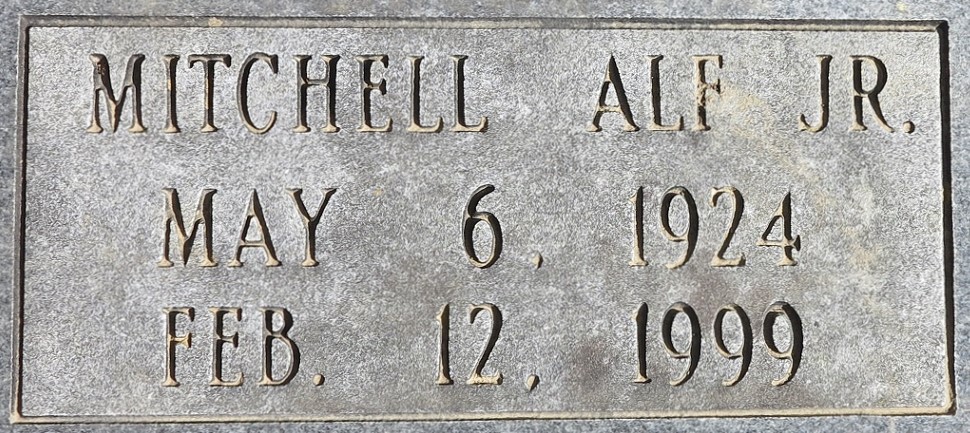 MITCHELL ALF JR.
MAY 6, 1924
FEB. 12, 1999